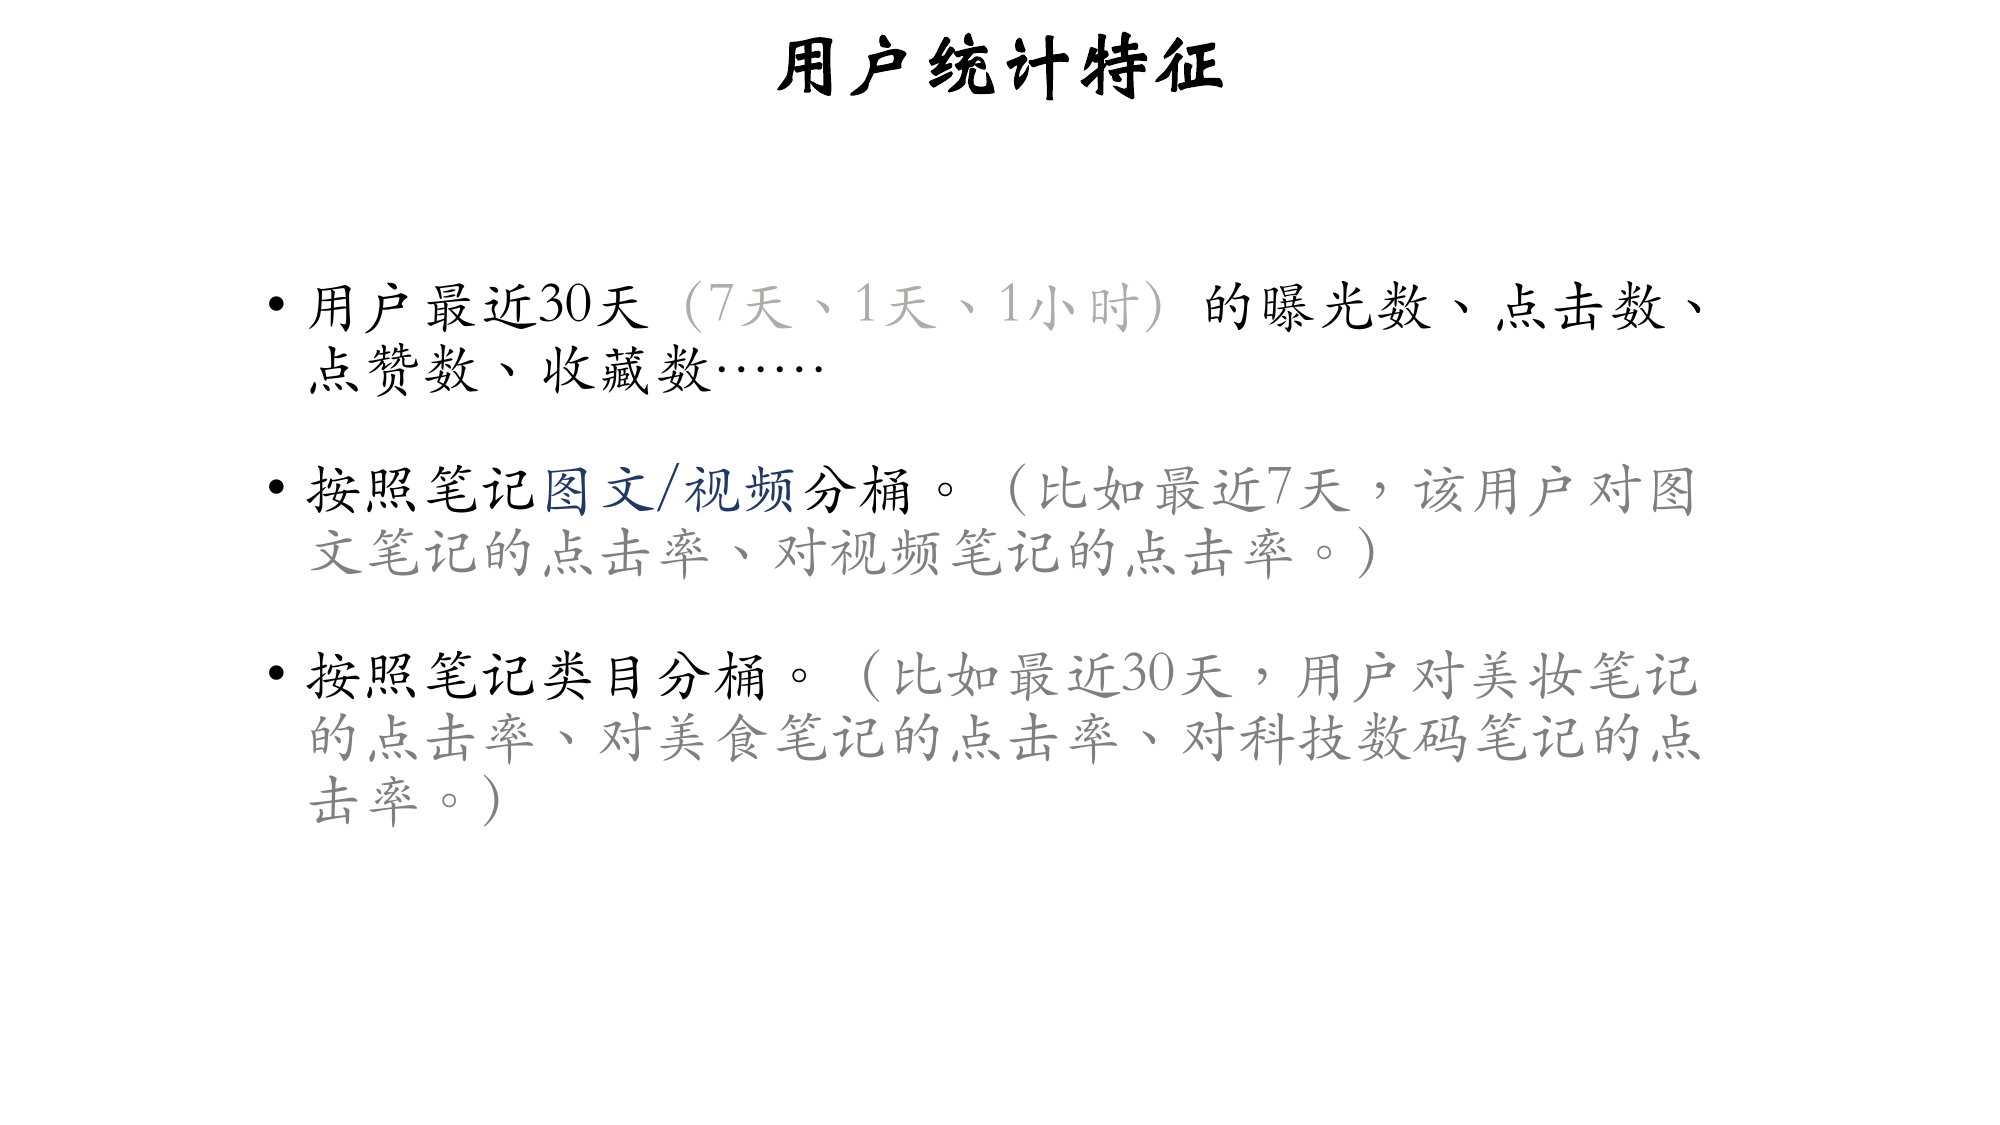 用户统计特征
• 用户最近30天（7天、1天、1小时）的曝光数、点击数、
点赞数、收藏数……
• 按照笔记图文/视频分桶。（比如最近7天，该用户对图
文笔记的点击率、对视频笔记的点击率。）
• 按照笔记类目分桶。（比如最近30天，用户对美妆笔记
的点击率、对美食笔记的点击率、对科技数码笔记的点
击率。）